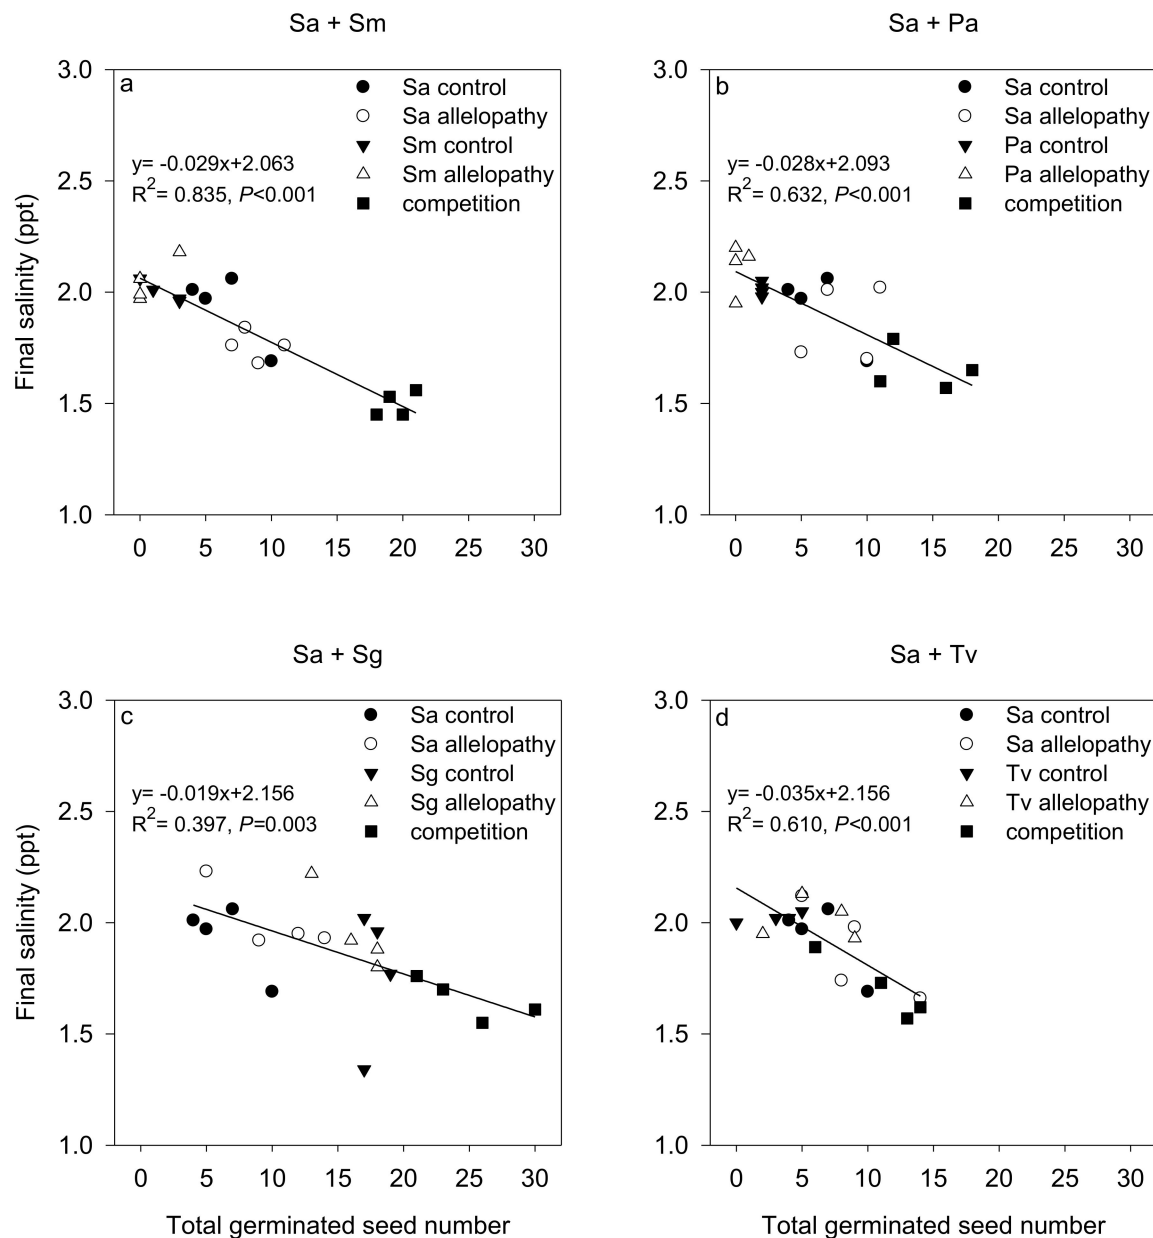 Sa + Sm
a
Sa control
Sa allelopathy
Sm control
Sm allelopathy
competition
y= -0.029x+2.063
R²= 0.835, P<0.001
Final salinity (ppt)
3.0
2.5
2.0
1.5
1.0
0 5 10 15 20 25 30
Sa + Pa
b
Sa control
Sa allelopathy
Pa control
Pa allelopathy
competition
y= -0.028x+2.093
R²= 0.632, P<0.001
3.0
2.5
2.0
1.5
1.0
0 5 10 15 20 25 30
Sa + Sg
c
Sa control
Sa allelopathy
Sg control
Sg allelopathy
competition
y= -0.019x+2.156
R²= 0.397, P=0.003
Final salinity (ppt)
3.0
2.5
2.0
1.5
1.0
0 5 10 15 20 25 30
Total germinated seed number
Sa + Tv
d
Sa control
Sa allelopathy
Tv control
Tv allelopathy
competition
y= -0.035x+2.156
R²= 0.610, P<0.001
3.0
2.5
2.0
1.5
1.0
0 5 10 15 20 25 30
Total germinated seed number